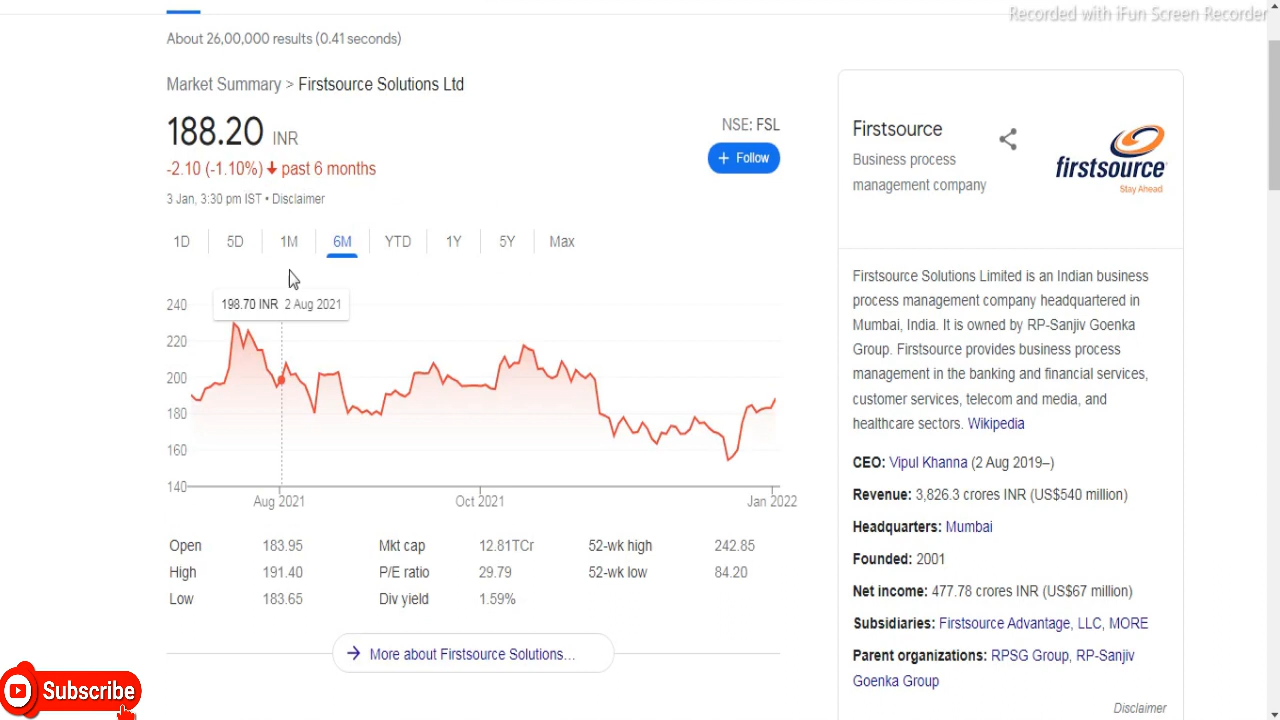 Recorded with iFun Screen Recorder
About 26,00,000 results (0.41 seconds)
Market Summary > Firstsource Solutions Ltd
188.20 INR
NSE: FSL
-2.10 (-1.10%) past 6 months
+ Follow
3 Jan, 3:30 pm IST • Disclaimer
1D 5D 1M 6M YTD 1Y 5Y Max
198.70 INR 2 Aug 2021
240
220
200
180
160
140
Aug 2021 Oct 2021 Jan 2022
Open 183.95 Mkt cap 12.81TCr 52-wk high 242.85
High 191.40 P/E ratio 29.79 52-wk low 84.20
Low 183.65 Div yield 1.59%
More about Firstsource Solutions...
Firstsource
Business process
management company
firstsource
Stay Ahead
Firstsource Solutions Limited is an Indian business
process management company headquartered in
Mumbai, India. It is owned by RP-Sanjiv Goenka
Group. Firstsource provides business process
management in the banking and financial services,
customer services, telecom and media, and
healthcare sectors. Wikipedia
CEO: Vipul Khanna (2 Aug 2019–)
Revenue: 3,826.3 crores INR (US$540 million)
Headquarters: Mumbai
Founded: 2001
Net income: 477.78 crores INR (US$67 million)
Subsidiaries: Firstsource Advantage, LLC, MORE
Parent organizations: RPSG Group, RP-Sanjiv
Goenka Group
Disclaimer
Subscribe